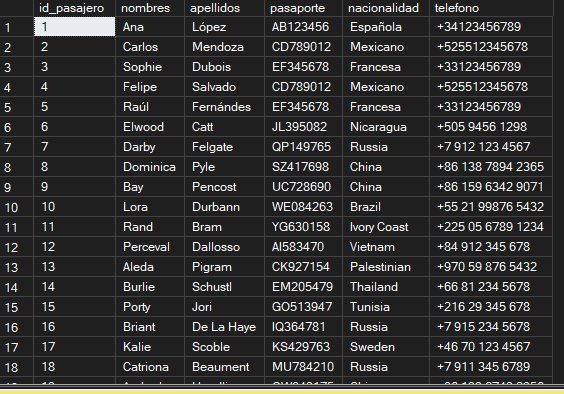 id_pasajero nombres apellidos pasaporte nacionalidad telefono
1 1 Ana López AB123456 Española +34123456789
2 2 Carlos Mendoza CD789012 Mexicano +525512345678
3 3 Sophie Dubois EF345678 Francesa +33123456789
4 4 Felipe Salvado CD789012 Mexicano +525512345678
5 5 Raúl Fernándes EF345678 Francesa +33123456789
6 6 Elwood Catt JL395082 Nicaragua +505 9456 1298
7 7 Darby Felgate QP149765 Russia +7 912 123 4567
8 8 Dominica Pyle SZ417698 China +86 138 7894 2365
9 9 Bay Pencost UC728690 China +86 159 6342 9071
10 10 Lora Durbann WE084263 Brazil +55 21 99876 5432
11 11 Rand Bram YG630158 Ivory Coast +225 05 6789 1234
12 12 Perceval Dallosso AI583470 Vietnam +84 912 345 678
13 13 Aleda Pigram CK927154 Palestinian +970 59 876 5432
14 14 Burlie Schustl EM205479 Thailand +66 81 234 5678
15 15 Porty Jori GO513947 Tunisia +216 29 345 678
16 16 Briant De La Haye IQ364781 Russia +7 915 234 5678
17 17 Kalie Scoble KS429763 Sweden +46 70 123 4567
18 18 Catriona Beaument MU784210 Russia +7 911 345 6789